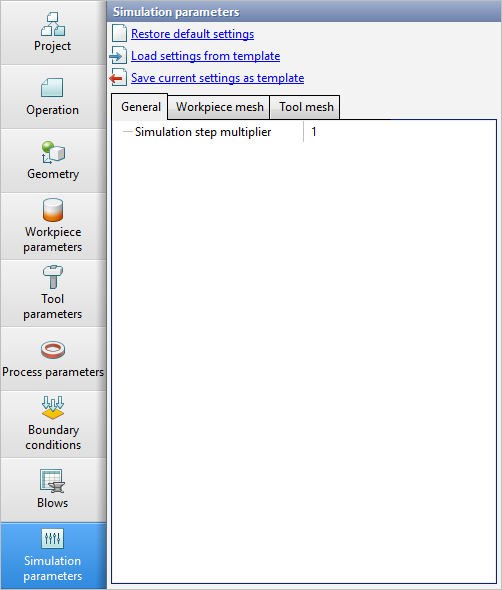 Project
Operation
Geometry
Workpiece
parameters
Tool
parameters
Process parameters
Boundary
conditions
Blows
Simulation
parameters
Simulation parameters
Restore default settings
Load settings from template
Save current settings as template
General Workpiece mesh Tool mesh
Simulation step multiplier 1